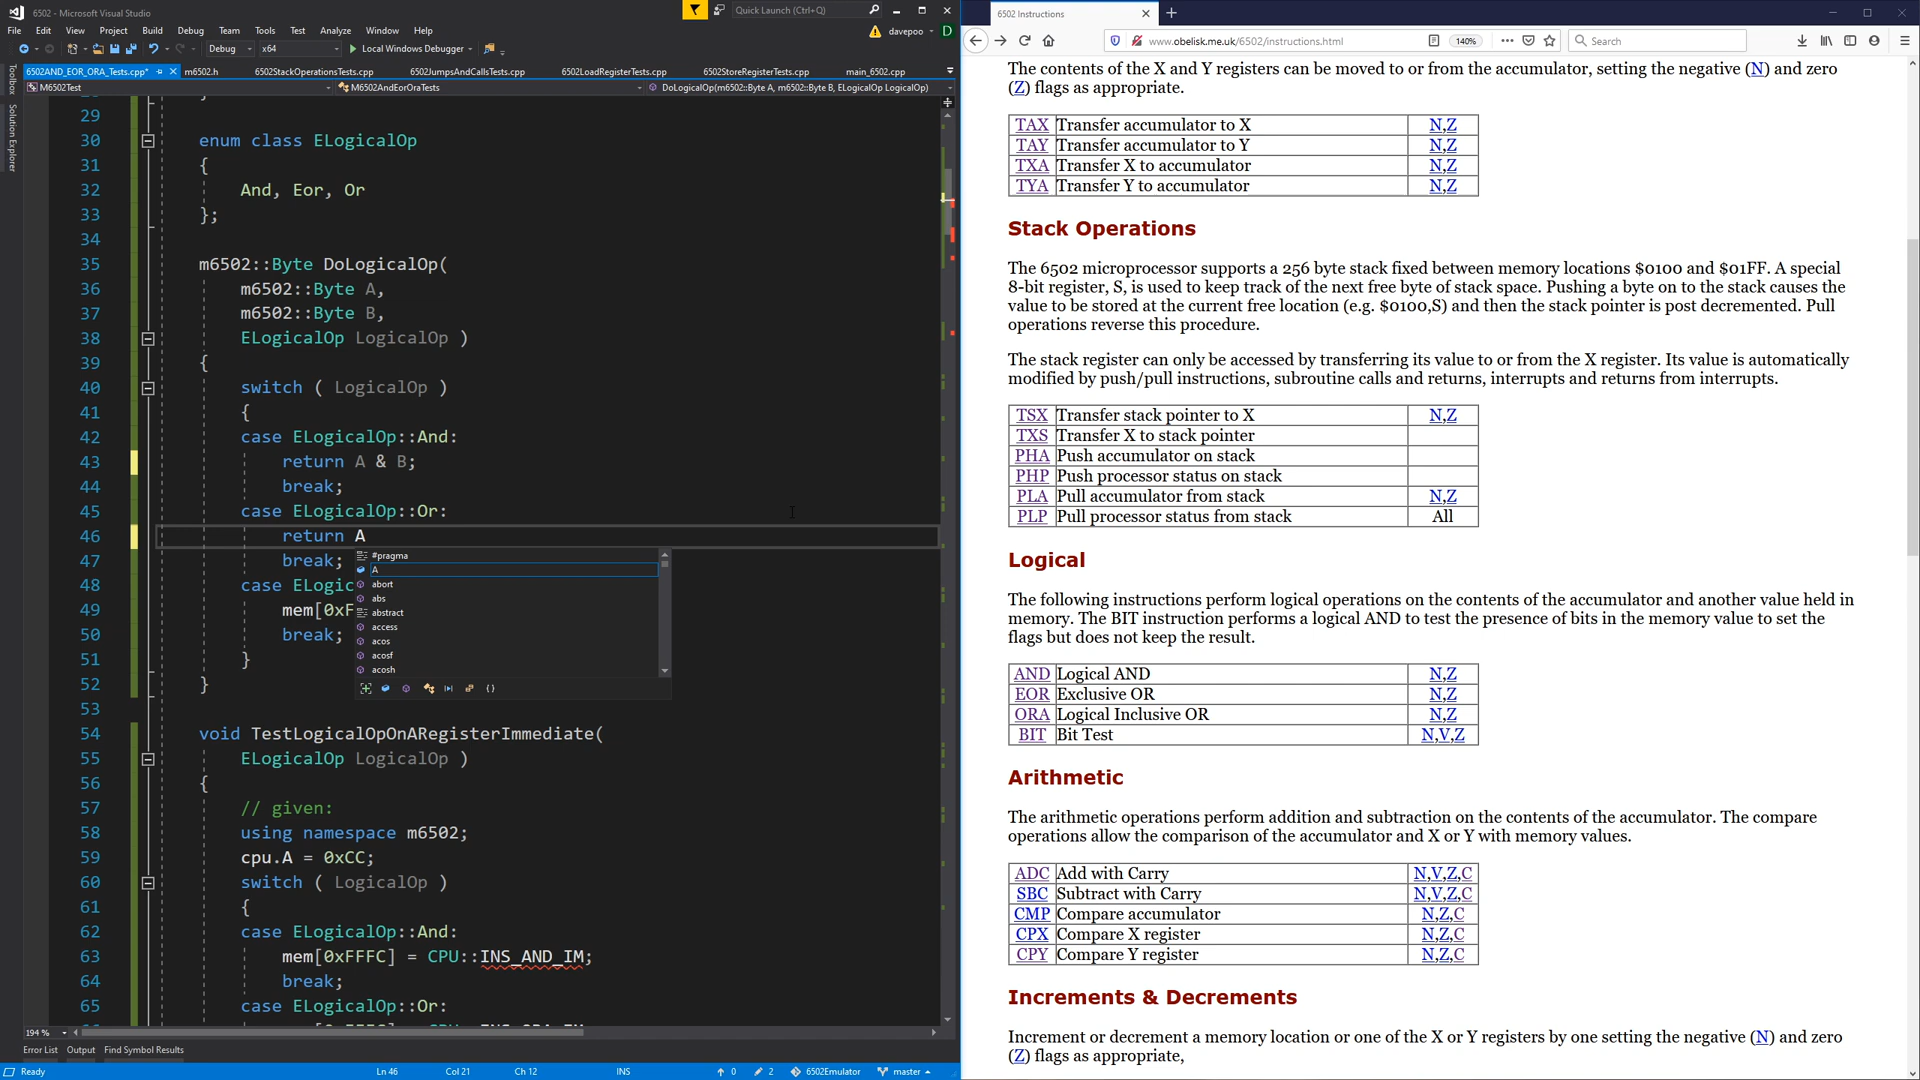 6502 - Microsoft Visual Studio
Quick Launch (Ctrl+Q)
File Edit View Project Build Debug Team Tools Test Analyze Window Help
davepoo
D
Debug x64 Local Windows Debugger
6502AND_EOR_ORA_Tests.cpp* m6502.h 6502StackOperationsTests.cpp 6502JumpsAndCallsTests.cpp 6502LoadRegisterTests.cpp 6502StoreRegisterTests.cpp main_6502.cpp
M6502Test M6502AndEorOraTests DoLogicalOp(m6502::Byte A, m6502::Byte B, ELogicalOp LogicalOp)
Toolbox
Solution Explorer
29
30 enum class ELogicalOp
31 {
32 And, Eor, Or
33 };
34
35 m6502::Byte DoLogicalOp(
36 m6502::Byte A,
37 m6502::Byte B,
38 ELogicalOp LogicalOp )
39 {
40 switch ( LogicalOp )
41 {
42 case ELogicalOp::And:
43 return A & B;
44 break;
45 case ELogicalOp::Or:
46 return A
47 break;
48 case ELogic
49 mem[0xF
50 break;
51 }
52 }
53
54 void TestLogicalOpOnARegisterImmediate(
55 ELogicalOp LogicalOp )
56 {
57 // given:
58 using namespace m6502;
59 cpu.A = 0xCC;
60 switch ( LogicalOp )
61 {
62 case ELogicalOp::And:
63 mem[0xFFFC] = CPU::INS_AND_IM;
64 break;
65 case ELogicalOp::Or:
#pragma
A
abort
abs
abstract
access
acos
acosf
acosh
194 %
Error List Output Find Symbol Results
Ready Ln 46 Col 21 Ch 12 INS 0 2 6502Emulator master
6502 Instructions
www.obelisk.me.uk/6502/instructions.html 140% Search
The contents of the X and Y registers can be moved to or from the accumulator, setting the negative (N) and zero
(Z) flags as appropriate.
TAX Transfer accumulator to X N,Z
TAY Transfer accumulator to Y N,Z
TXA Transfer X to accumulator N,Z
TYA Transfer Y to accumulator N,Z
Stack Operations
The 6502 microprocessor supports a 256 byte stack fixed between memory locations $0100 and $01FF. A special
8-bit register, S, is used to keep track of the next free byte of stack space. Pushing a byte on to the stack causes the
value to be stored at the current free location (e.g. $0100,S) and then the stack pointer is post decremented. Pull
operations reverse this procedure.
The stack register can only be accessed by transferring its value to or from the X register. Its value is automatically
modified by push/pull instructions, subroutine calls and returns, interrupts and returns from interrupts.
TSX Transfer stack pointer to X N,Z
TXS Transfer X to stack pointer
PHA Push accumulator on stack
PHP Push processor status on stack
PLA Pull accumulator from stack N,Z
PLP Pull processor status from stack All
Logical
The following instructions perform logical operations on the contents of the accumulator and another value held in
memory. The BIT instruction performs a logical AND to test the presence of bits in the memory value to set the
flags but does not keep the result.
AND Logical AND N,Z
EOR Exclusive OR N,Z
ORA Logical Inclusive OR N,Z
BIT Bit Test N,V,Z
Arithmetic
The arithmetic operations perform addition and subtraction on the contents of the accumulator. The compare
operations allow the comparison of the accumulator and X or Y with memory values.
ADC Add with Carry N,V,Z,C
SBC Subtract with Carry N,V,Z,C
CMP Compare accumulator N,Z,C
CPX Compare X register N,Z,C
CPY Compare Y register N,Z,C
Increments & Decrements
Increment or decrement a memory location or one of the X or Y registers by one setting the negative (N) and zero
(Z) flags as appropriate,